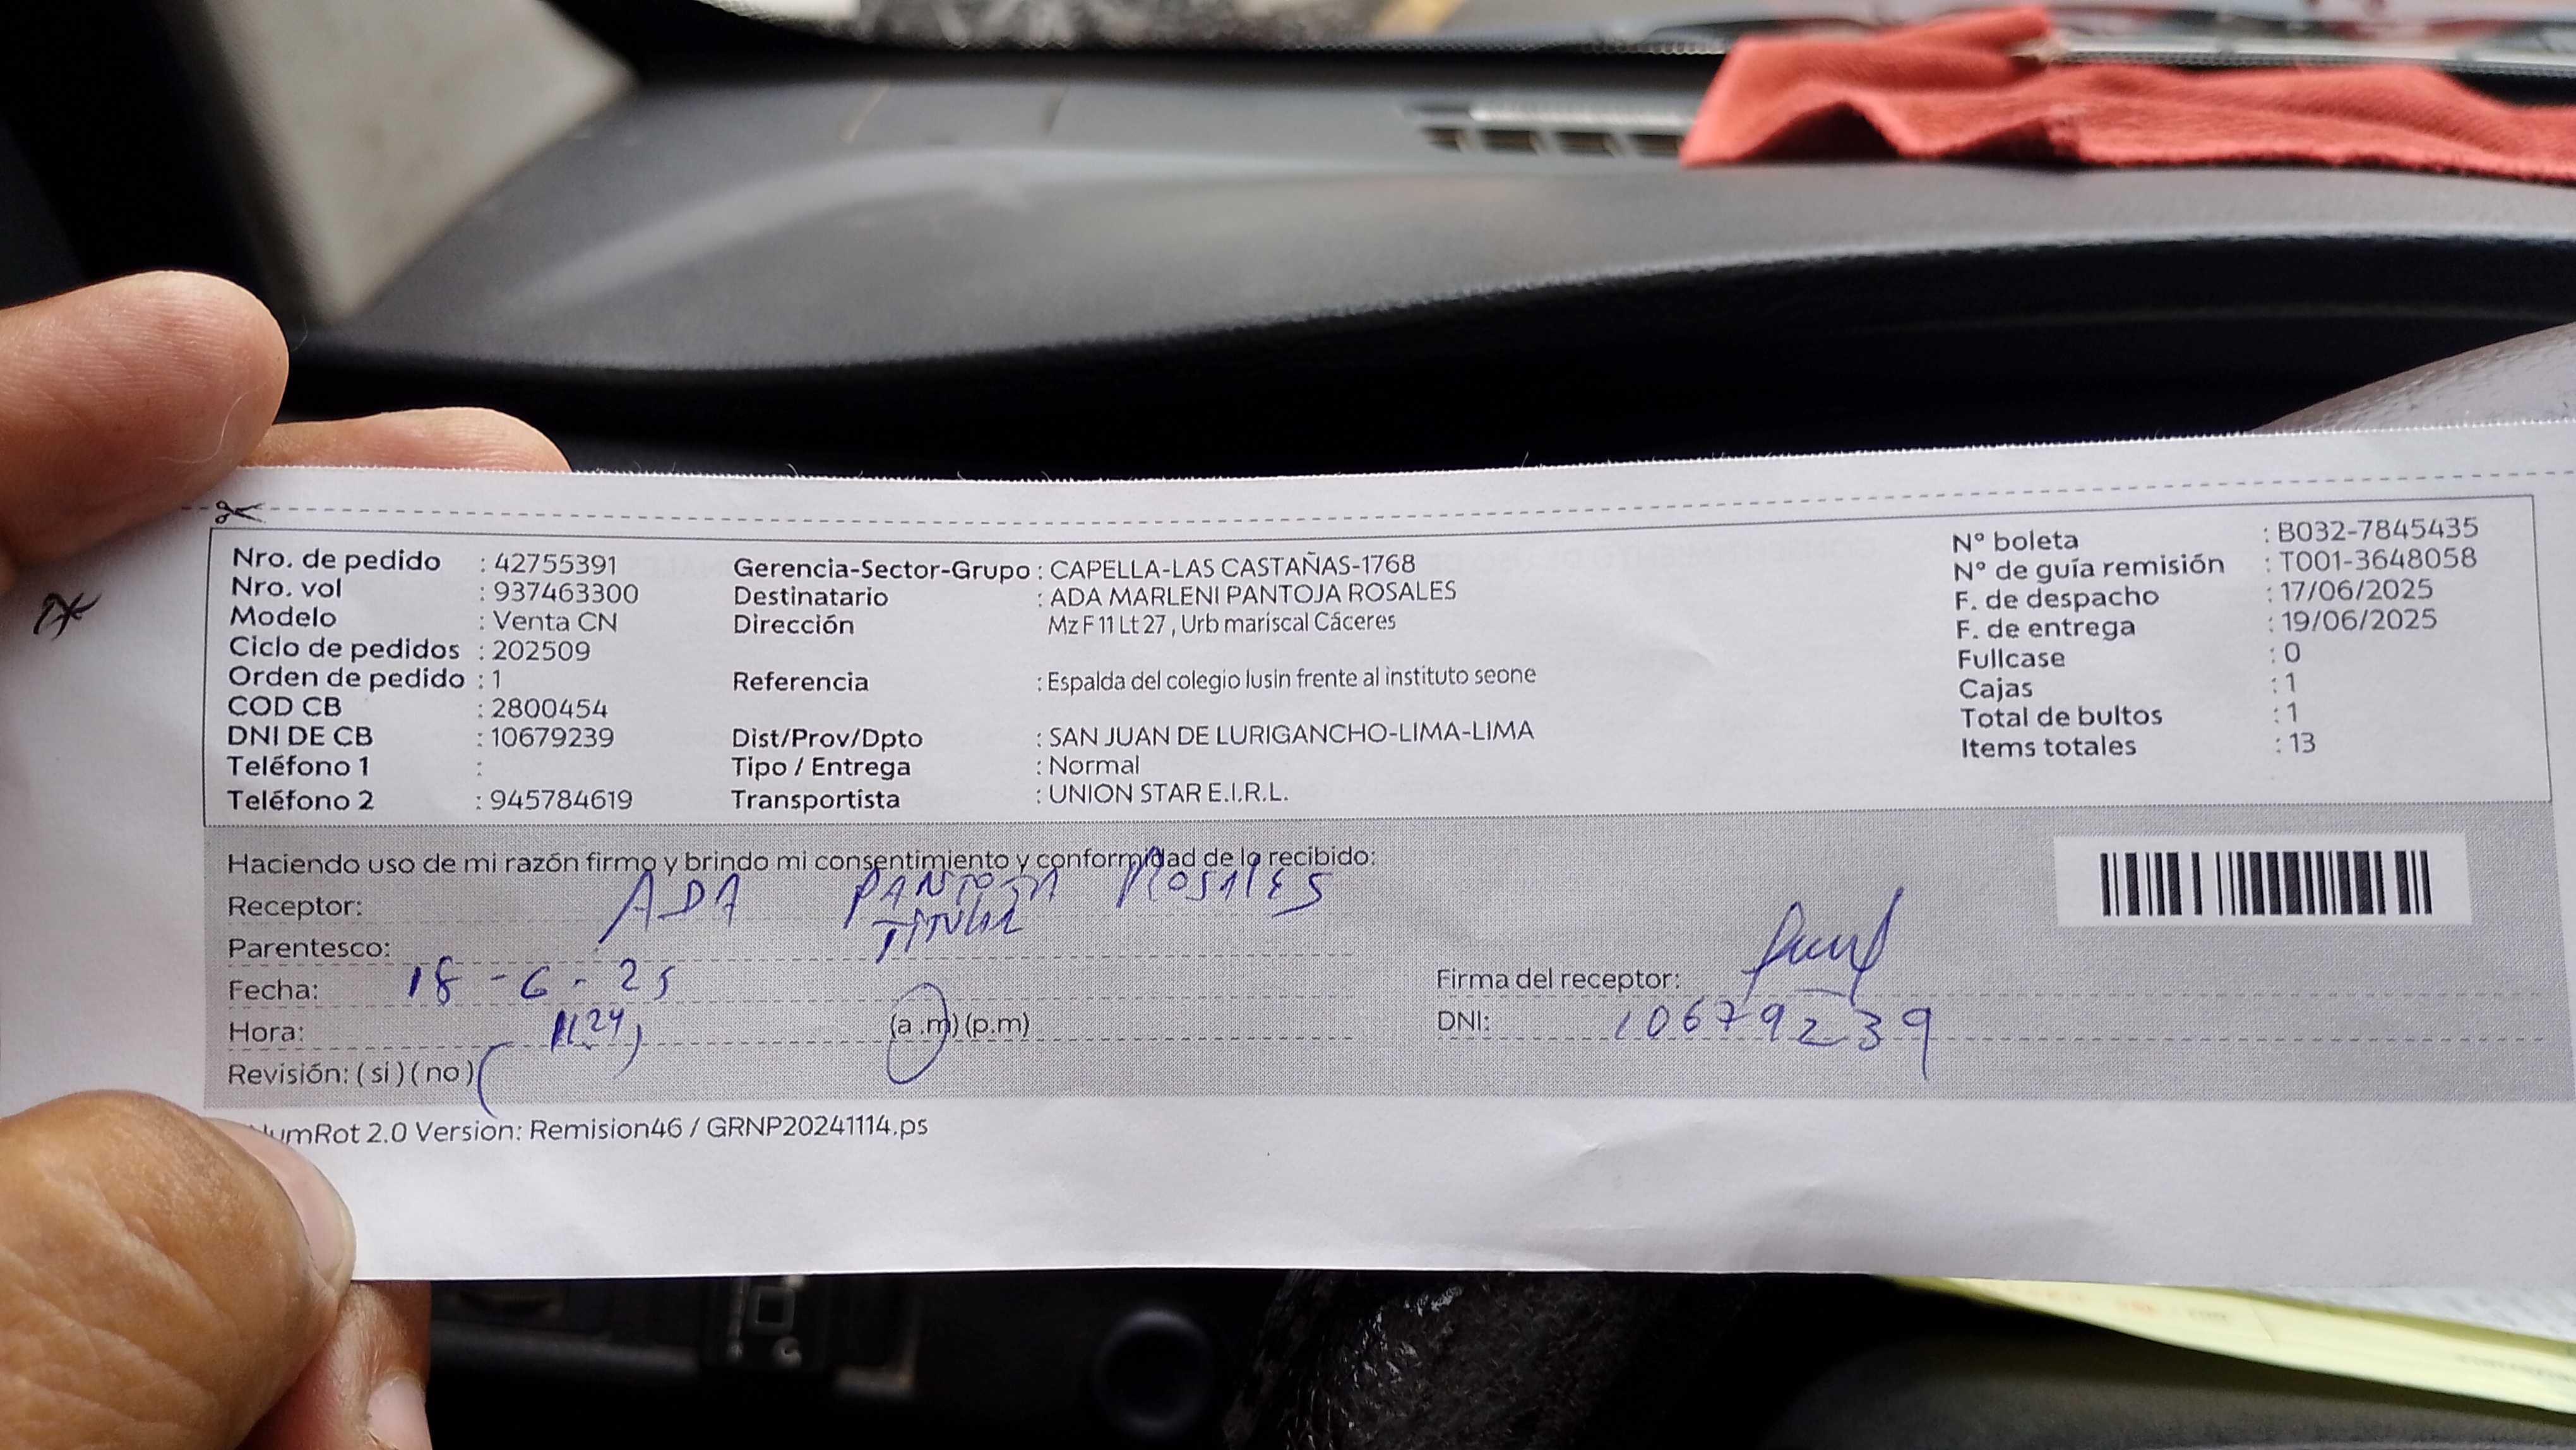 Nro. de pedido : 42755391
Nro. vol : 937463300
Modelo : Venta CN
Ciclo de pedidos : 202509
Orden de pedido : 1
COD CB : 2800454
DNI DE CB : 10679239
Teléfono 1 :
Teléfono 2 : 945784619
Gerencia-Sector-Grupo : CAPELLA-LAS CASTAÑAS-1768
Destinatario : ADA MARLENI PANTOJA ROSALES
Dirección Mz F 11 Lt 27 , Urb mariscal Cáceres
Referencia : Espalda del colegio lusin frente al instituto seone
Dist/Prov/Dpto : SAN JUAN DE LURIGANCHO-LIMA-LIMA
Tipo / Entrega : Normal
Transportista : UNION STAR E.I.R.L.
N° boleta : B032-7845435
N° de guía remisión : T001-3648058
F. de despacho : 17/06/2025
F. de entrega : 19/06/2025
Fullcase : 0
Cajas : 1
Total de bultos : 1
Items totales : 13
Haciendo uso de mi razón firmo y brindo mi consentimiento y conformidad de lo recibido:
Receptor: ADA PANTOJA ROSALES
Parentesco: TITULAR
Fecha: 18 - 6 - 25
Hora: 11:24 (a.m) (p.m)
Revisión: ( si ) ( no )
Firma del receptor:
DNI: 10679239
NumRot 2.0 Version: Remision46 / GRNP20241114.ps